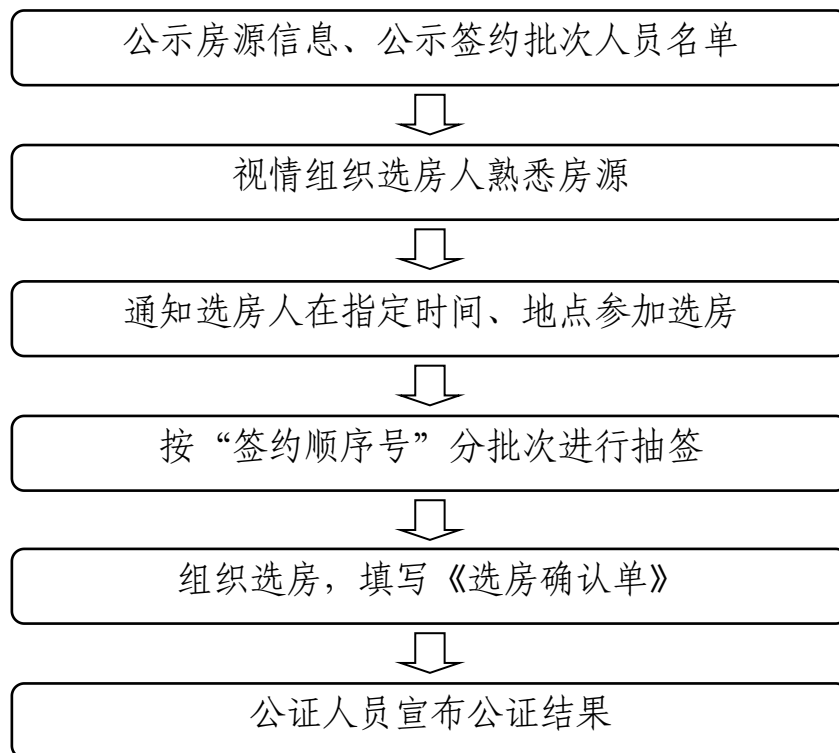 公示房源信息、公示签约批次人员名单
视情组织选房人熟悉房源
通知选房人在指定时间、地点参加选房
按“签约顺序号”分批次进行抽签
组织选房，填写《选房确认单》
公证人员宣布公证结果